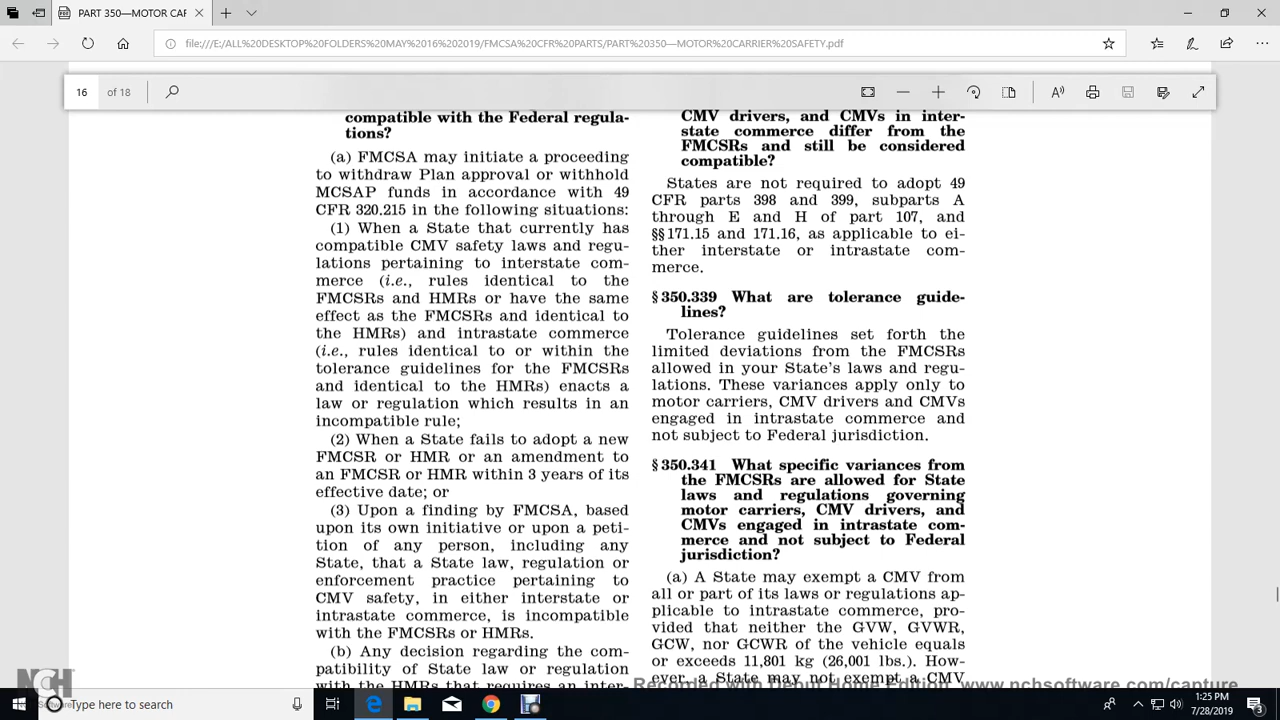 PART 350—MOTOR CAF
file:///E:/ALL%20DESKTOP%20FOLDERS%20MAY%2016%202019/FMCSA%20CFR%20PARTS/PART%20350—MOTOR%20CARRIER%20SAFETY.pdf
16 of 18
compatible with the Federal regula-
tions?
(a) FMCSA may initiate a proceeding
to withdraw Plan approval or withhold
MCSAP funds in accordance with 49
CFR 320.215 in the following situations:
(1) When a State that currently has
compatible CMV safety laws and regu-
lations pertaining to interstate com-
merce (i.e., rules identical to the
FMCSRs and HMRs or have the same
effect as the FMCSRs and identical to
the HMRs) and intrastate commerce
(i.e., rules identical to or within the
tolerance guidelines for the FMCSRs
and identical to the HMRs) enacts a
law or regulation which results in an
incompatible rule;
(2) When a State fails to adopt a new
FMCSR or HMR or an amendment to
an FMCSR or HMR within 3 years of its
effective date; or
(3) Upon a finding by FMCSA, based
upon its own initiative or upon a peti-
tion of any person, including any
State, that a State law, regulation or
enforcement practice pertaining to
CMV safety, in either interstate or
intrastate commerce, is incompatible
with the FMCSRs or HMRs.
(b) Any decision regarding the com-
patibility of State law or regulation
with the HMRs that requires an inter-
CMV drivers, and CMVs in inter-
state commerce differ from the
FMCSRs and still be considered
compatible?
States are not required to adopt 49
CFR parts 398 and 399, subparts A
through E and H of part 107, and
§§171.15 and 171.16, as applicable to ei-
ther interstate or intrastate com-
merce.
§350.339 What are tolerance guide-
lines?
Tolerance guidelines set forth the
limited deviations from the FMCSRs
allowed in your State's laws and regu-
lations. These variances apply only to
motor carriers, CMV drivers and CMVs
engaged in intrastate commerce and
not subject to Federal jurisdiction.
§350.341 What specific variances from
the FMCSRs are allowed for State
laws and regulations governing
motor carriers, CMV drivers, and
CMVs engaged in intrastate com-
merce and not subject to Federal
jurisdiction?
(a) A State may exempt a CMV from
all or part of its laws or regulations ap-
plicable to intrastate commerce, pro-
vided that neither the GVW, GVWR,
GCW, nor GCWR of the vehicle equals
or exceeds 11,801 kg (26,001 lbs.). How-
ever, a State may not exempt a CMV
Recorded with Debut Home Edition www.nchsoftware.com/capture
NCH Software
Type here to search
1:25 PM
7/28/2019
3